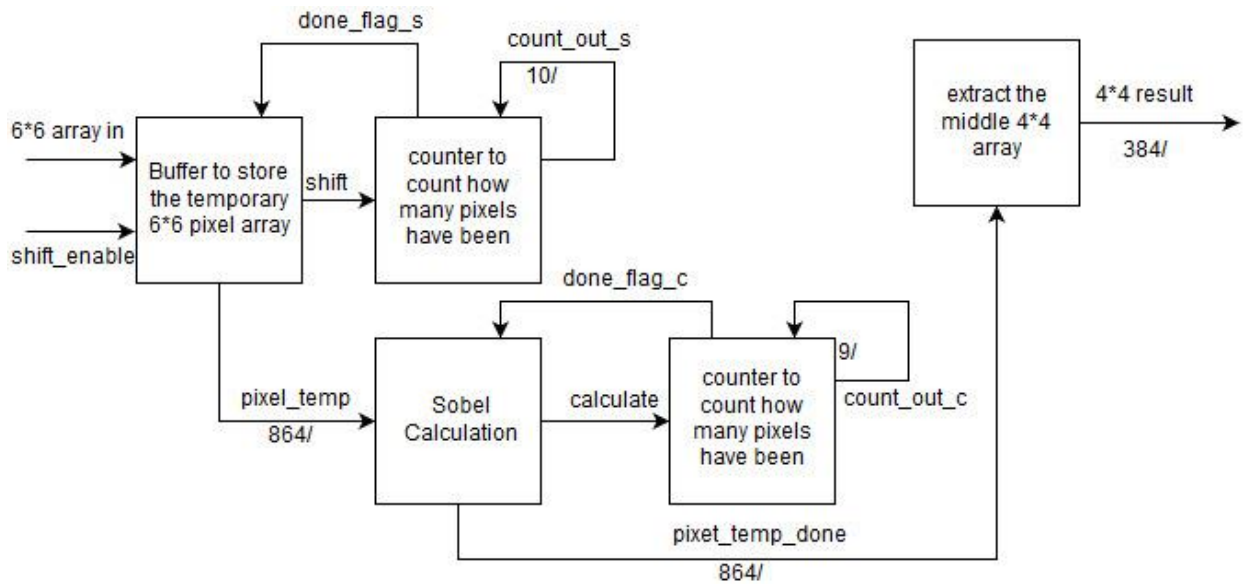 done_flag_s
count_out_s
10/
6*6 array in
shift_enable
Buffer to store
the temporary
6*6 pixel array
shift
counter to
count how
many pixels
have been
extract the
middle 4*4
array
4*4 result
384/
done_flag_c
pixel_temp
864/
Sobel
Calculation
calculate
counter to
count how
many pixels
have been
9/
count_out_c
pixet_temp_done
864/